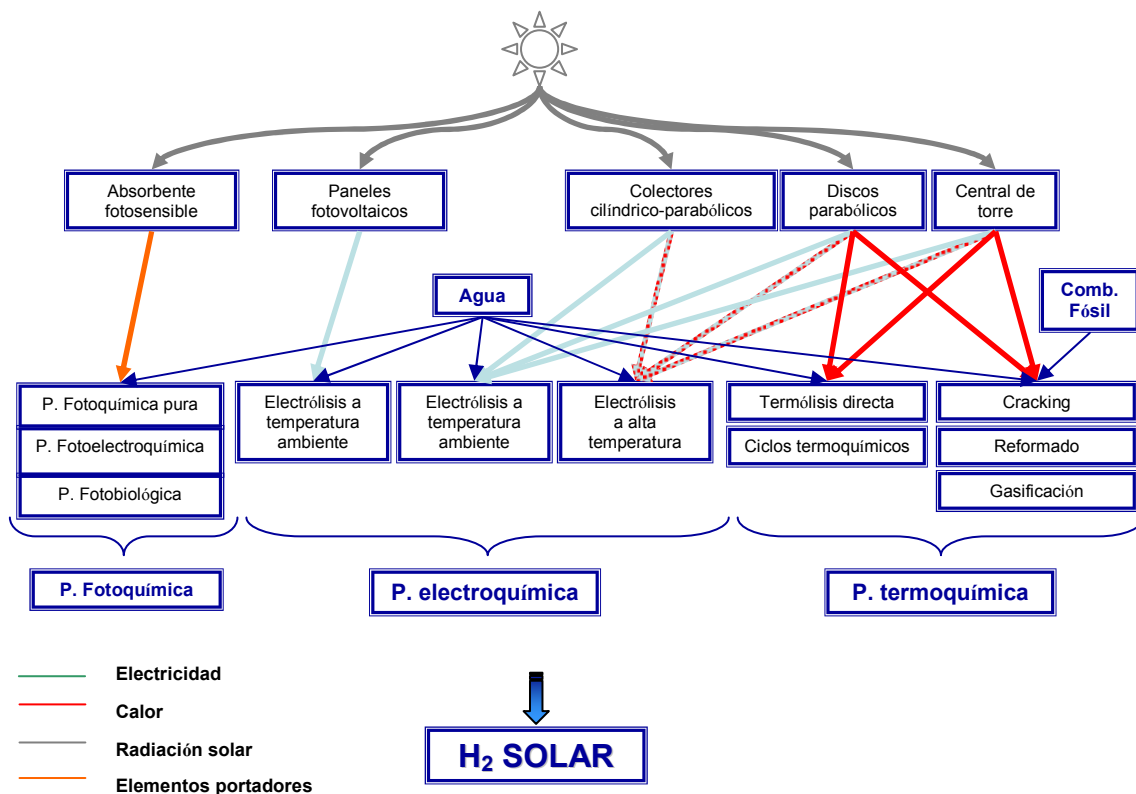 Absorbente
fotosensible
Paneles
fotovoltaicos
Colectores
cilíndrico-parabólicos
Discos
parabólicos
Central de
torre
Agua
Comb.
Fósil
P. Fotoquímica pura
P. Fotoelectroquímica
P. Fotobiológica
Electrólisis a
temperatura
ambiente
Electrólisis a
temperatura
ambiente
Electrólisis
a alta
temperatura
Termólisis directa
Ciclos termoquímicos
Cracking
Reformado
Gasificación
P. Fotoquímica
P. electroquímica
P. termoquímica
Electricidad
Calor
Radiación solar
Elementos portadores
H₂ SOLAR